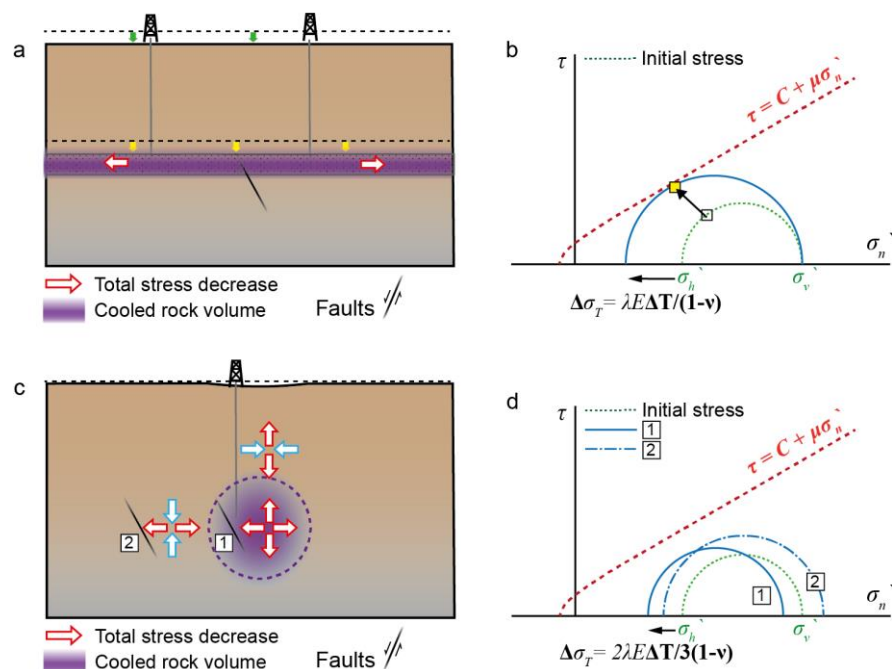 a
Total stress decrease
Cooled rock volume
Faults
b
τ
Initial stress
τ = C + μσn`
σn`
σh`
σv`
ΔσT= λEΔT/(1-ν)
c
2
1
Total stress decrease
Cooled rock volume
Faults
d
τ
Initial stress
1
2
τ = C + μσn`
1
2
σn`
σh`
σv`
ΔσT= 2λEΔT/3(1-ν)